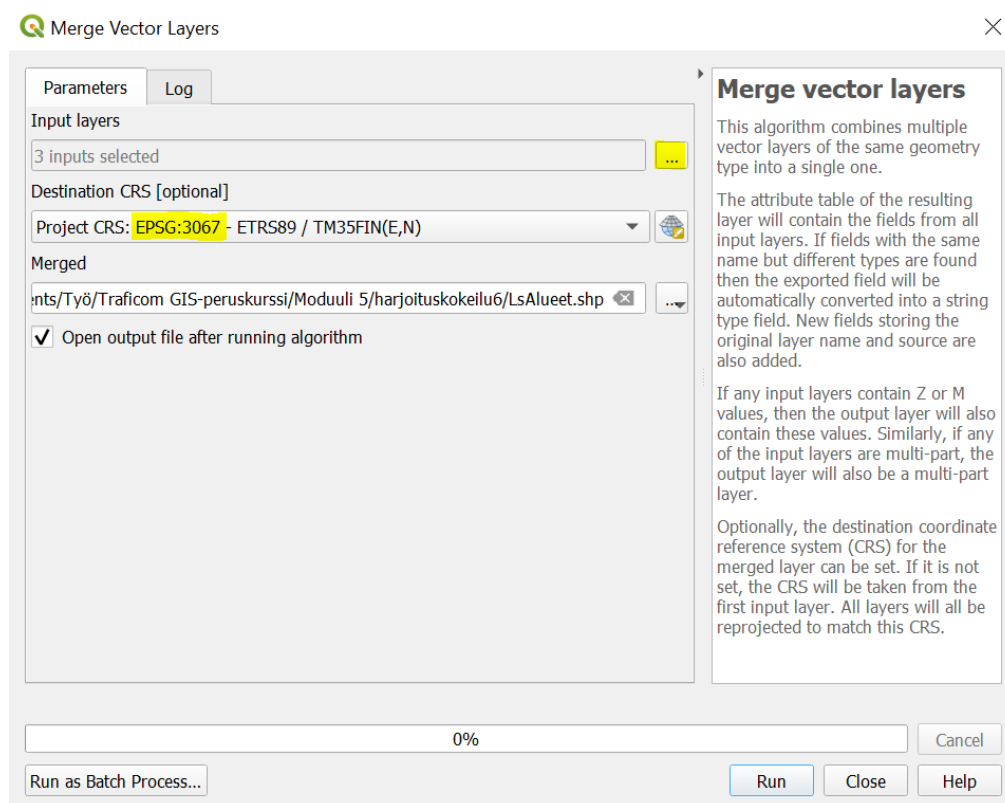 Merge Vector Layers
Parameters
Log
Input layers
3 inputs selected
...
Destination CRS [optional]
Project CRS: EPSG:3067 - ETRS89 / TM35FIN(E,N)
Merged
ents/Työ/Traficom GIS-peruskurssi/Moduuli 5/harjoituskokeilu6/LsAlueet.shp
...
Open output file after running algorithm
Merge vector layers
This algorithm combines multiple
vector layers of the same geometry
type into a single one.
The attribute table of the resulting
layer will contain the fields from all
input layers. If fields with the same
name but different types are found
then the exported field will be
automatically converted into a string
type field. New fields storing the
original layer name and source are
also added.
If any input layers contain Z or M
values, then the output layer will also
contain these values. Similarly, if any
of the input layers are multi-part, the
output layer will also be a multi-part
layer.
Optionally, the destination coordinate
reference system (CRS) for the
merged layer can be set. If it is not
set, the CRS will be taken from the
first input layer. All layers will all be
reprojected to match this CRS.
0%
Cancel
Run as Batch Process...
Run
Close
Help